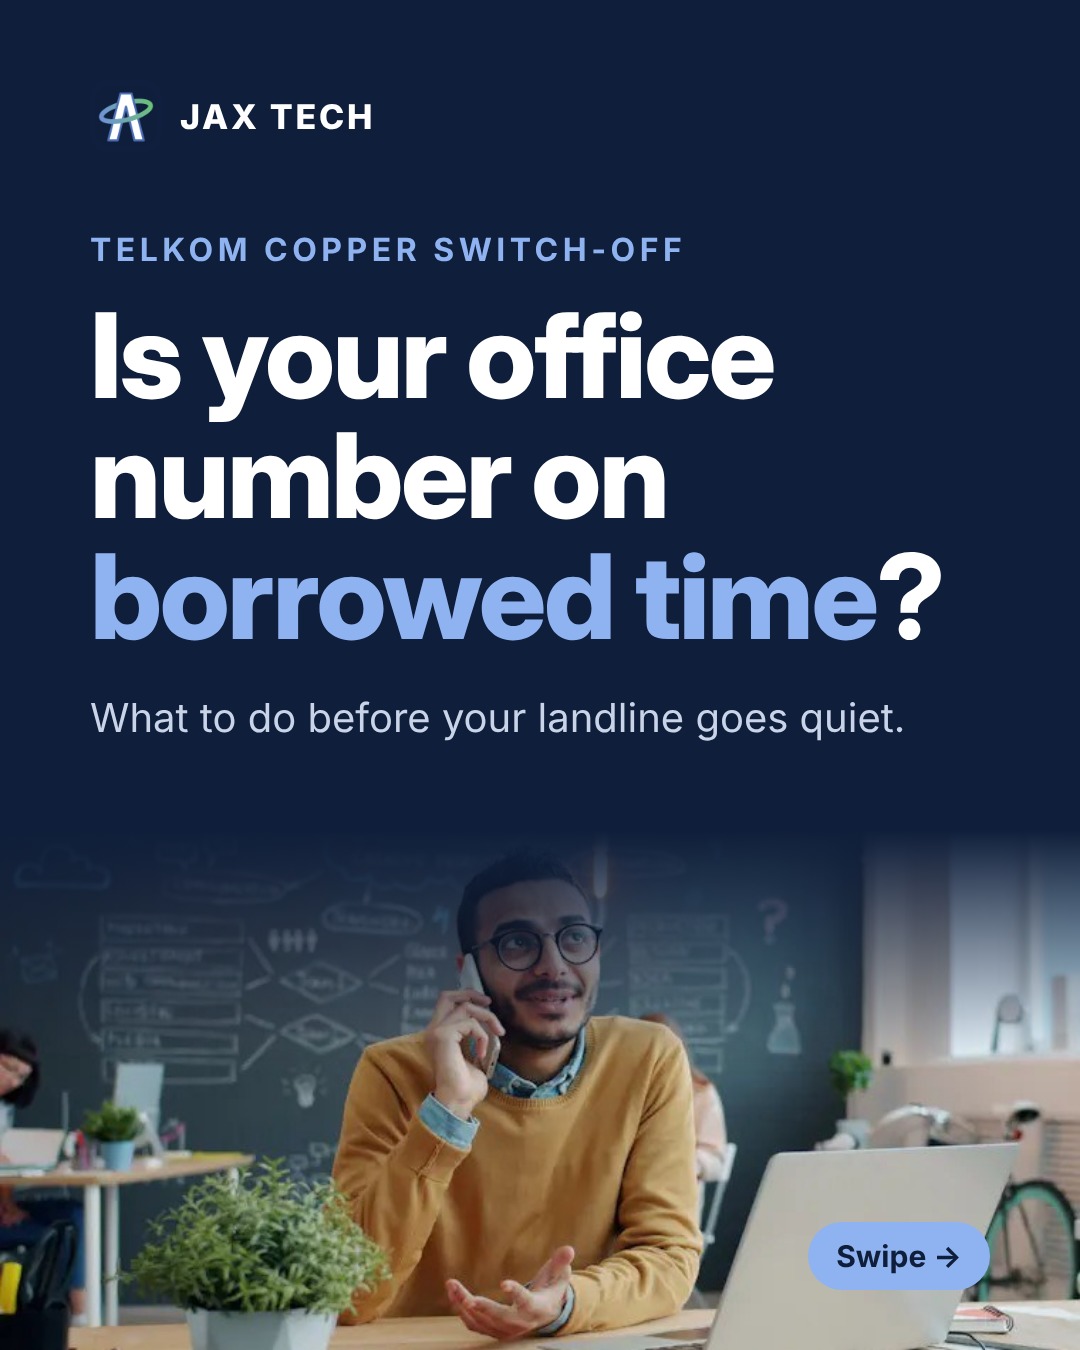 JAX TECH
TELKOM COPPER SWITCH-OFF
Is your office
number on
borrowed time?
What to do before your landline goes quiet.
Swipe →